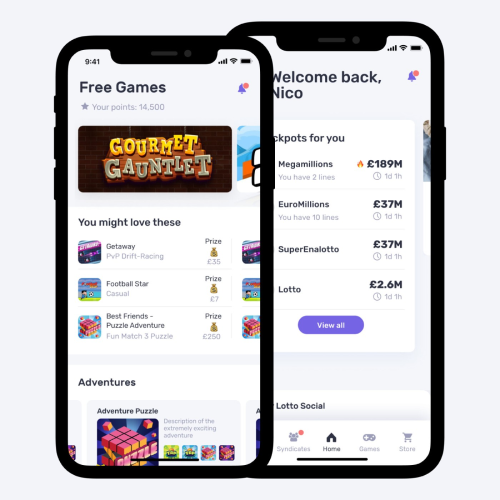 9:41
Free Games
Your points: 14,500
GOURMET
GAUNTLET
You might love these
Getaway
PvP Drift-Racing
Prize
£35
Football Star
Casual
Prize
£7
Best Friends -
Puzzle Adventure
Fun Match 3 Puzzle
Prize
£250
Adventures
Adventure Puzzle
Description of the
extremely exciting
adventure
Welcome back,
Nico
ckpots for you
Megamillions
£189M
You have 2 lines
1d 1h
EuroMillions
£37M
You have 10 lines
1d 1h
SuperEnalotto
£37M
1d 1h
Lotto
£2.6M
1d 1h
View all
Lotto Social
Syndicates
Home
Games
Store